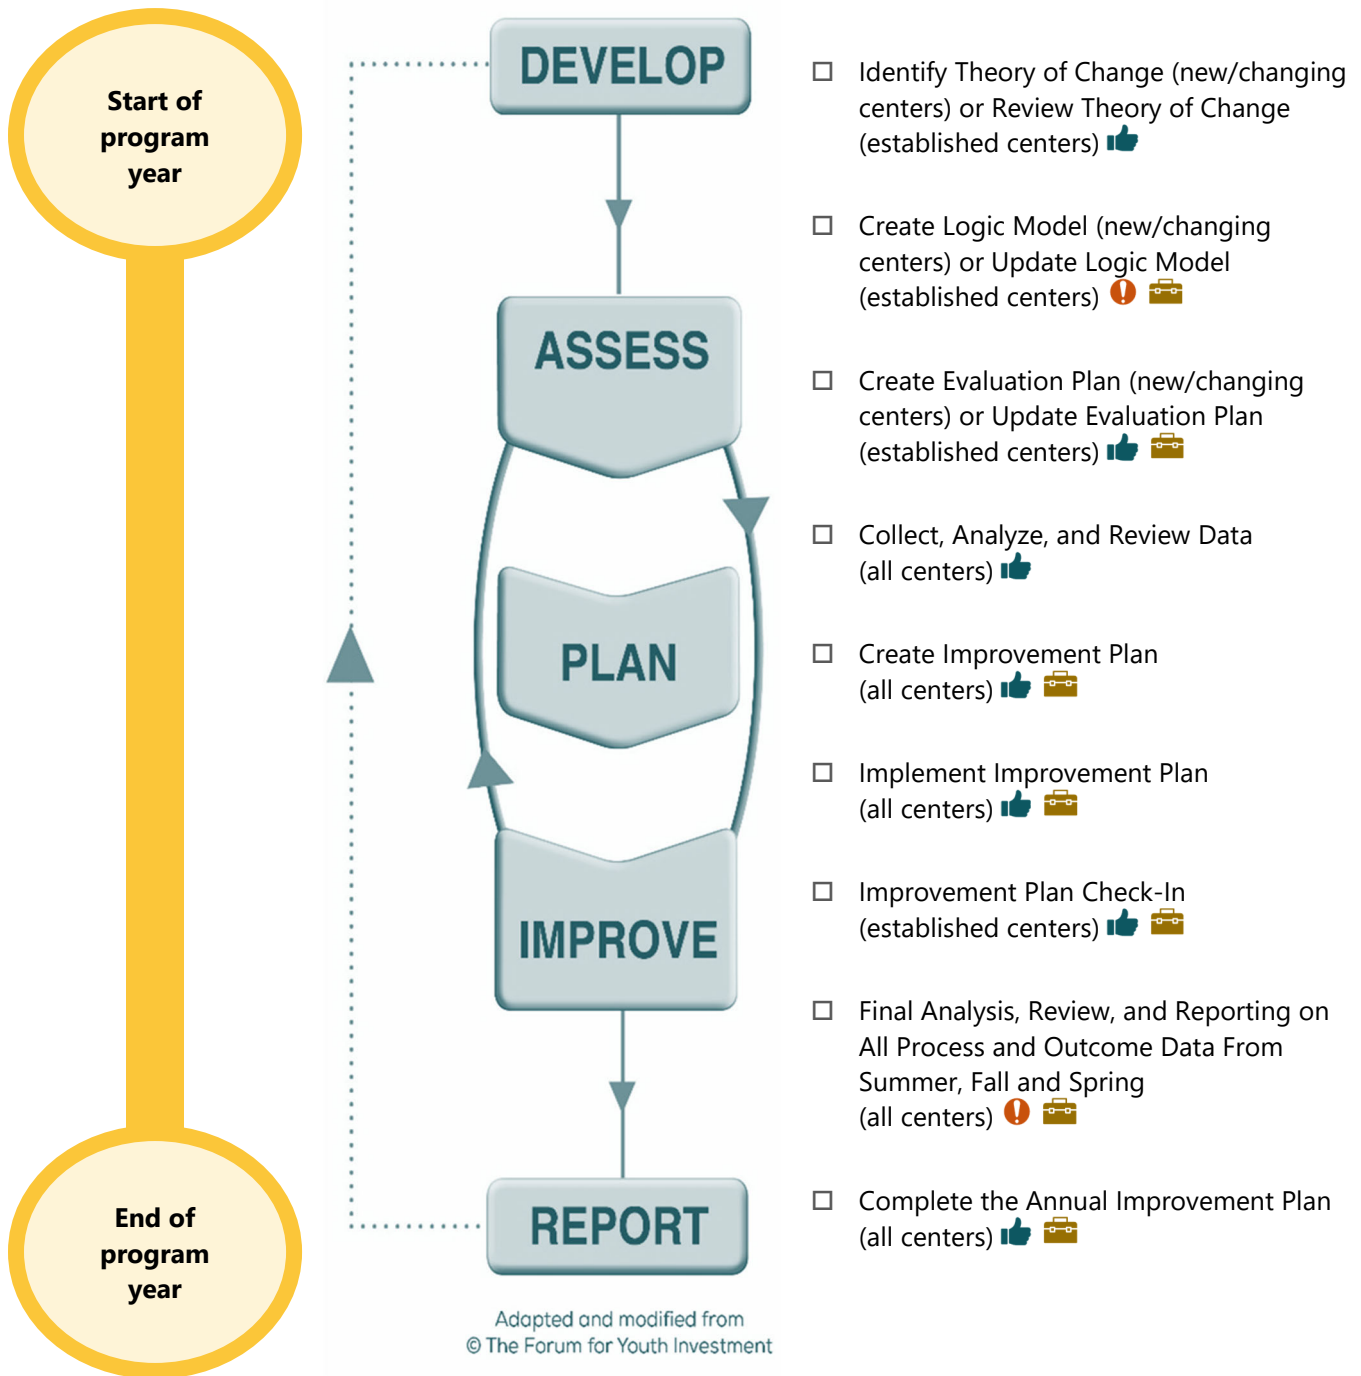 Start of
program
year
DEVELOP
ASSESS
PLAN
IMPROVE
REPORT
End of
program
year
Adapted and modified from
© The Forum for Youth Investment
Identify Theory of Change (new/changing
centers) or Review Theory of Change
(established centers)
Create Logic Model (new/changing
centers) or Update Logic Model
(established centers)
Create Evaluation Plan (new/changing
centers) or Update Evaluation Plan
(established centers)
Collect, Analyze, and Review Data
(all centers)
Create Improvement Plan
(all centers)
Implement Improvement Plan
(all centers)
Improvement Plan Check-In
(established centers)
Final Analysis, Review, and Reporting on
All Process and Outcome Data From
Summer, Fall and Spring
(all centers)
Complete the Annual Improvement Plan
(all centers)